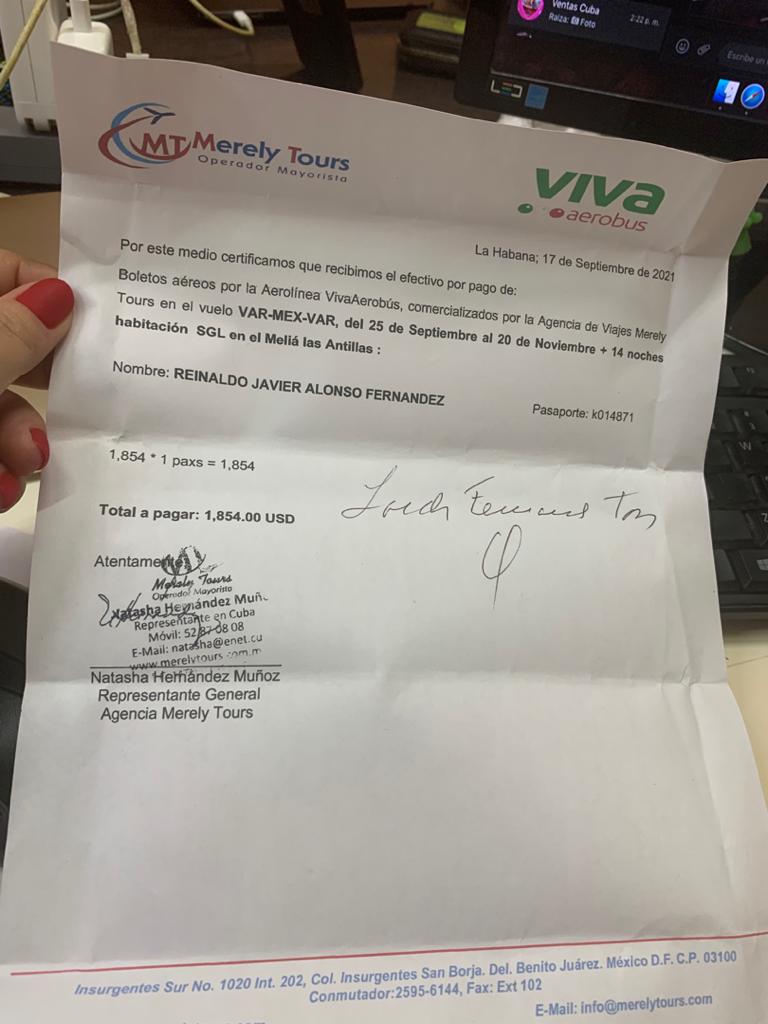 Ventas Cuba
Raiza: Foto
2:22 p. m.
Escribe un
MT Merely Tours
Operador Mayorista
VIVA
aerobus
La Habana; 17 de Septiembre de 2021
Por este medio certificamos que recibimos el efectivo por pago de:
Boletos aéreos por la Aerolínea VivaAerobús, comercializados por la Agencia de Viajes Merely
Tours en el vuelo VAR-MEX-VAR, del 25 de Septiembre al 20 de Noviembre + 14 noches
habitación SGL en el Meliá las Antillas :
Nombre: REINALDO JAVIER ALONSO FERNANDEZ
Pasaporte: k014871
1,854 * 1 paxs = 1,854
Total a pagar: 1,854.00 USD
Atentamente
Merely Tours
Operador Mayorista
Natasha Hernández Muñ
Representante en Cuba
Móvil: 52 87 08 08
E-Mail: natasha@enet.cu
www.merelytours.com.m
Natasha Hernández Muñoz
Representante General
Agencia Merely Tours
Insurgentes Sur No. 1020 Int. 202, Col. Insurgentes San Borja. Del. Benito Juárez. México D.F. C.P. 03100
Conmutador:2595-6144, Fax: Ext 102
E-Mail: info@merelytours.com